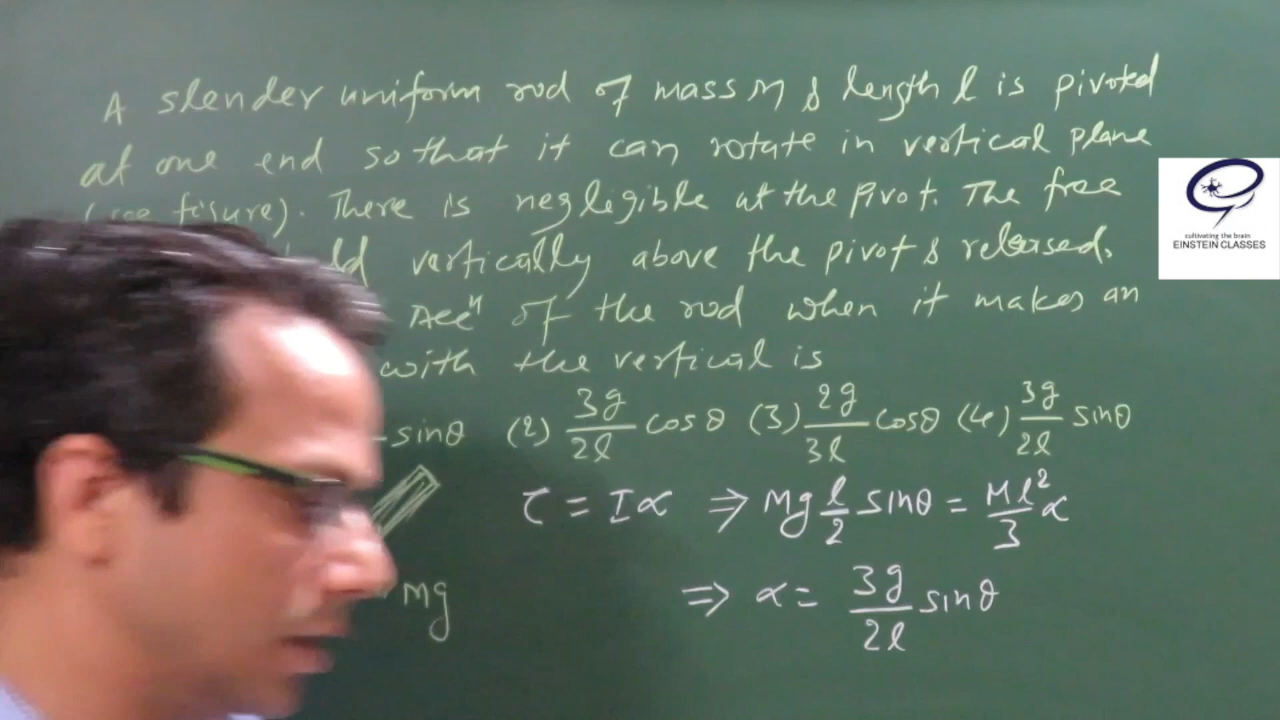 A slender uniform rod of mass M & length l is pivoted
at one end so that it can rotate in vertical plane
(see figure). There is negligible at the pivot. The free
vertically above the pivot & released.
Accⁿ of the rod when it makes an
with the vertical is
sinθ (2) 3g/2l cosθ (3) 2g/3l cosθ (4) 3g/2l sinθ
τ = Iα ⇒ Mg l/2 sinθ = Ml²/3 α
⇒ α = 3g/2l sinθ
Mg
cultivating the brain
EINSTEIN CLASSES